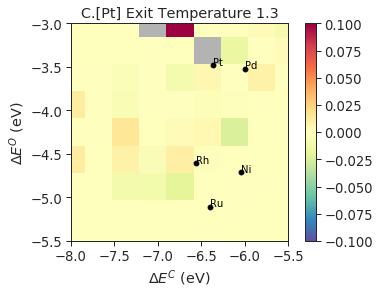 C.[Pt] Exit Temperature 1.3
−3.0
−3.5
−4.0
−4.5
−5.0
−5.5
ΔE^O (eV)
Pt
Pd
Rh
Ni
Ru
−8.0 −7.5 −7.0 −6.5 −6.0 −5.5
ΔE^C (eV)
0.100
0.075
0.050
0.025
0.000
−0.025
−0.050
−0.075
−0.100